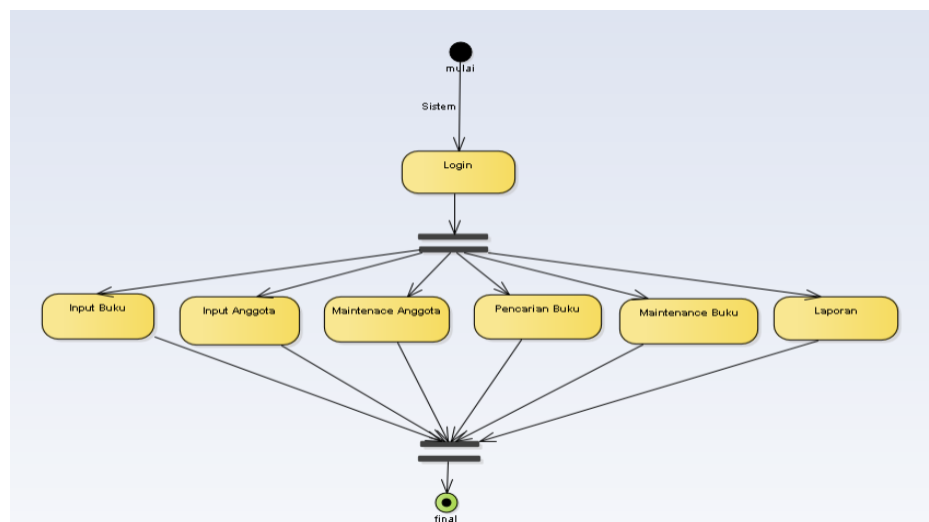 mulai
Sistem
Login
Input Buku
Input Anggota
Maintenace Anggota
Pencarian Buku
Maintenance Buku
Laporan
final